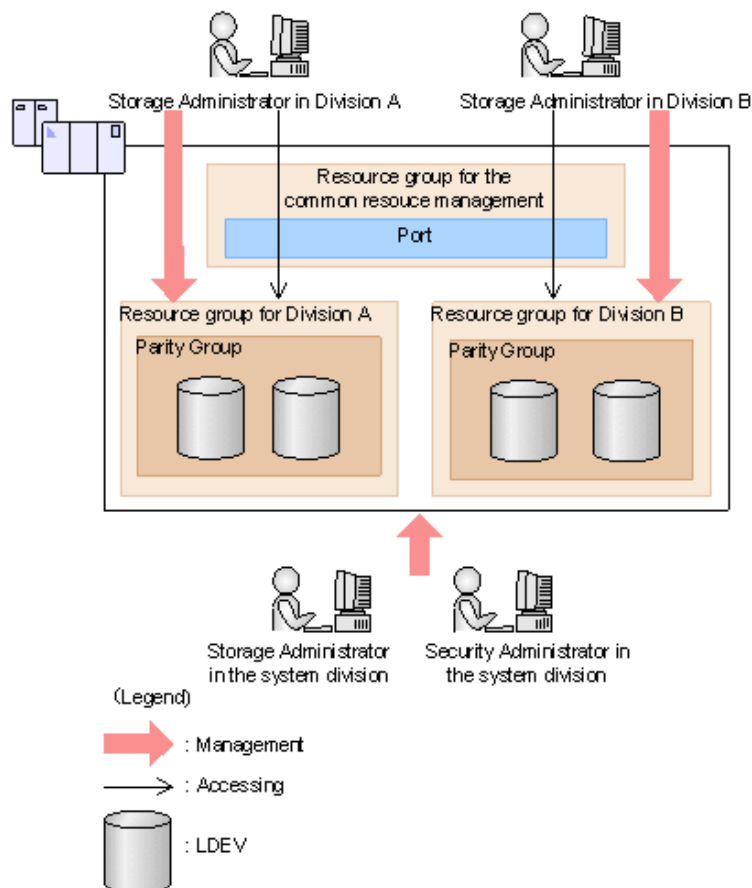 Storage Administrator in Division A
Storage Administrator in Division B
Resource group for the
common resouce management
Port
Resource group for Division A
Parity Group
Resource group for Division B
Parity Group
Storage Administrator
in the system division
Security Administrator in
the system division
(Legend)
: Management
: Accessing
: LDEV